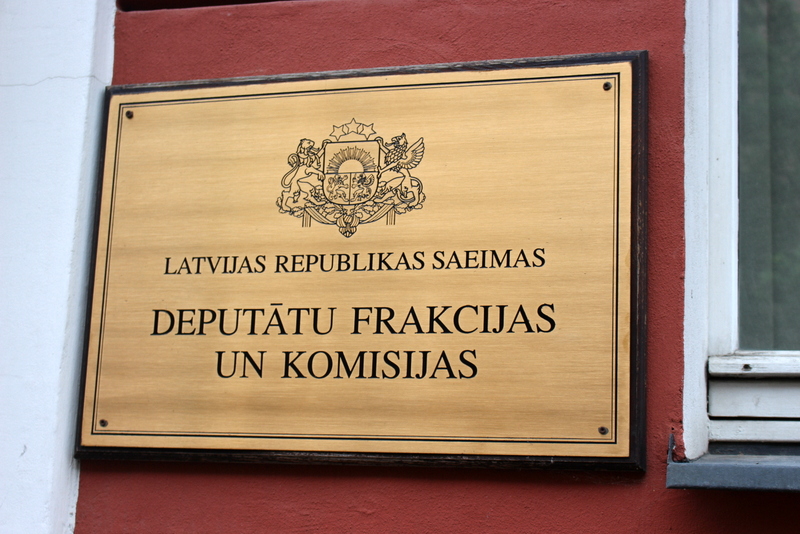 LATVIJAS REPUBLIKAS SAEIMAS
DEPUTĀTU FRAKCIJAS
UN KOMISIJAS